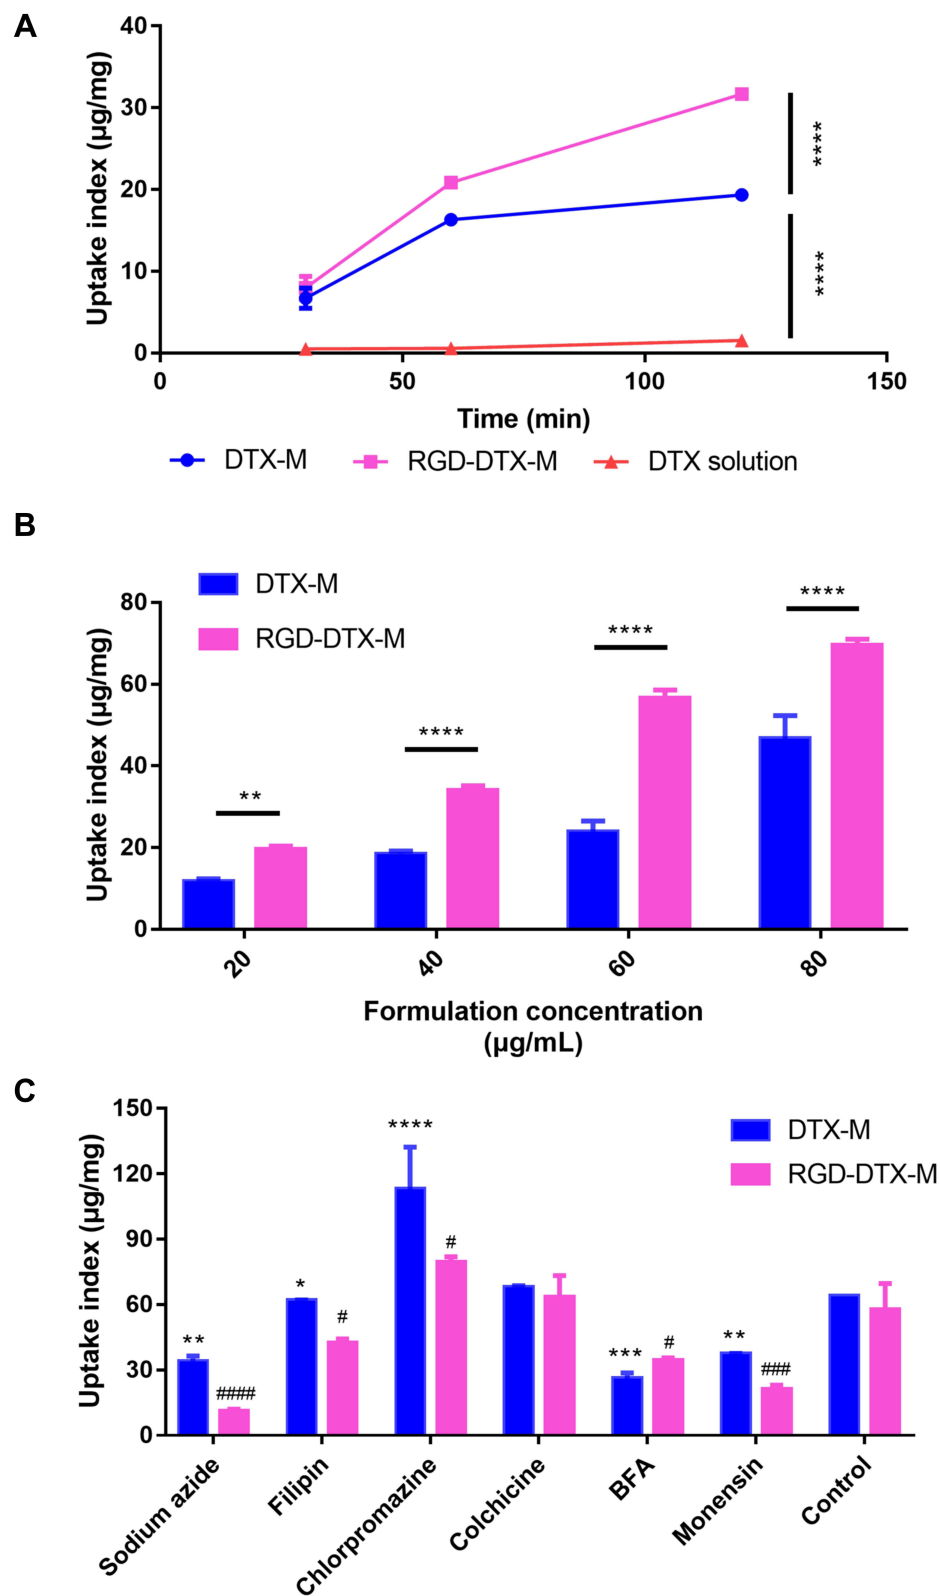 A
Uptake index (µg/mg)
40
30
20
10
0
0 50 100 150
Time (min)
****
****
DTX-M RGD-DTX-M DTX solution
B
DTX-M
RGD-DTX-M
Uptake index (µg/mg)
80
60
40
20
0
**
****
****
****
20 40 60 80
Formulation concentration
(µg/mL)
C
DTX-M
RGD-DTX-M
Uptake index (µg/mg)
150
120
90
60
30
0
**
####
*
#
****
#
***
#
**
###
Sodium azide
Filipin
Chlorpromazine
Colchicine
BFA
Monensin
Control